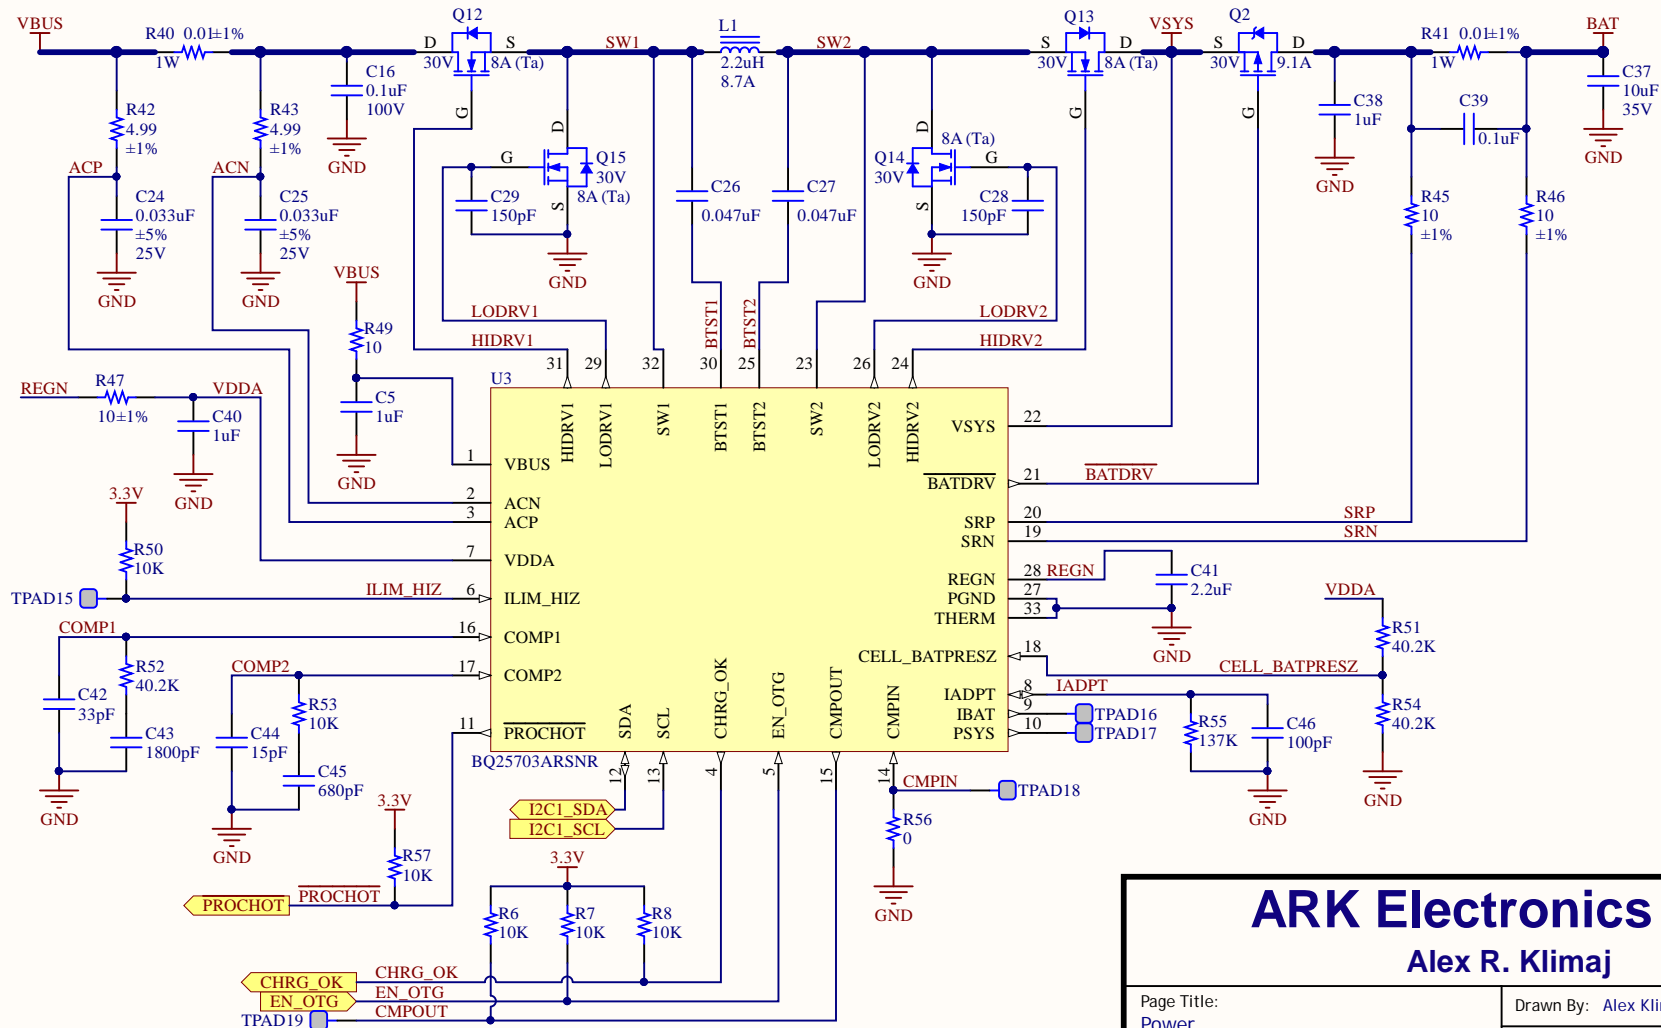 VBUS
R40 0.01±1%
1W
Q12
D
S
30V
8A (Ta)
G
SW1
L1
2.2uH
8.7A
SW2
Q13
S
D
30V
8A (Ta)
G
VSYS
Q2
S
D
30V
9.1A
G
R41 0.01±1%
1W
BAT
C16
0.1uF
100V
GND
R42
4.99
±1%
R43
4.99
±1%
ACP
ACN
C24
0.033uF
±5%
25V
GND
C25
0.033uF
±5%
25V
GND
D
G
Q15
30V
8A (Ta)
S
C29
150pF
GND
C26
0.047uF
C27
0.047uF
D
8A (Ta)
Q14
30V
G
S
C28
150pF
GND
C38
1uF
GND
C39
0.1uF
C37
10uF
35V
GND
R45
10
±1%
R46
10
±1%
VBUS
R49
10
C5
1uF
GND
LODRV1
HIDRV1
BTST1
BTST2
LODRV2
HIDRV2
31
29
32
30
25
23
26
24
REGN
R47
10±1%
VDDA
C40
1uF
GND
U3
HIDRV1
LODRV1
SW1
BTST1
BTST2
SW2
LODRV2
HIDRV2
1
VBUS
2
ACN
3
ACP
7
VDDA
6
ILIM_HIZ
16
COMP1
17
COMP2
11
PROCHOT
VSYS
22
BATDRV
21
BATDRV
SRP
20
SRP
SRN
19
SRN
REGN
28
REGN
PGND
27
THERM
33
CELL_BATPRESZ
18
CELL_BATPRESZ
IADPT
8
IADPT
IBAT
9
TPAD16
PSYS
10
TPAD17
C41
2.2uF
GND
VDDA
R51
40.2K
R54
40.2K
GND
R55
137K
C46
100pF
GND
3.3V
R50
10K
TPAD15
ILIM_HIZ
COMP1
R52
40.2K
C42
33pF
C43
1800pF
GND
COMP2
R53
10K
C44
15pF
C45
680pF
GND
SDA
SCL
CHRG_OK
EN_OTG
CMPOUT
CMPIN
BQ25703ARSNR
12
13
4
5
15
14
I2C1_SDA
I2C1_SCL
CMPIN
TPAD18
R56
0
GND
3.3V
R57
10K
PROCHOT
PROCHOT
3.3V
R6
10K
R7
10K
R8
10K
CHRG_OK
CHRG_OK
EN_OTG
EN_OTG
TPAD19
CMPOUT
ARK Electronics
Alex R. Klimaj
Page Title:
Power
Drawn By: Alex